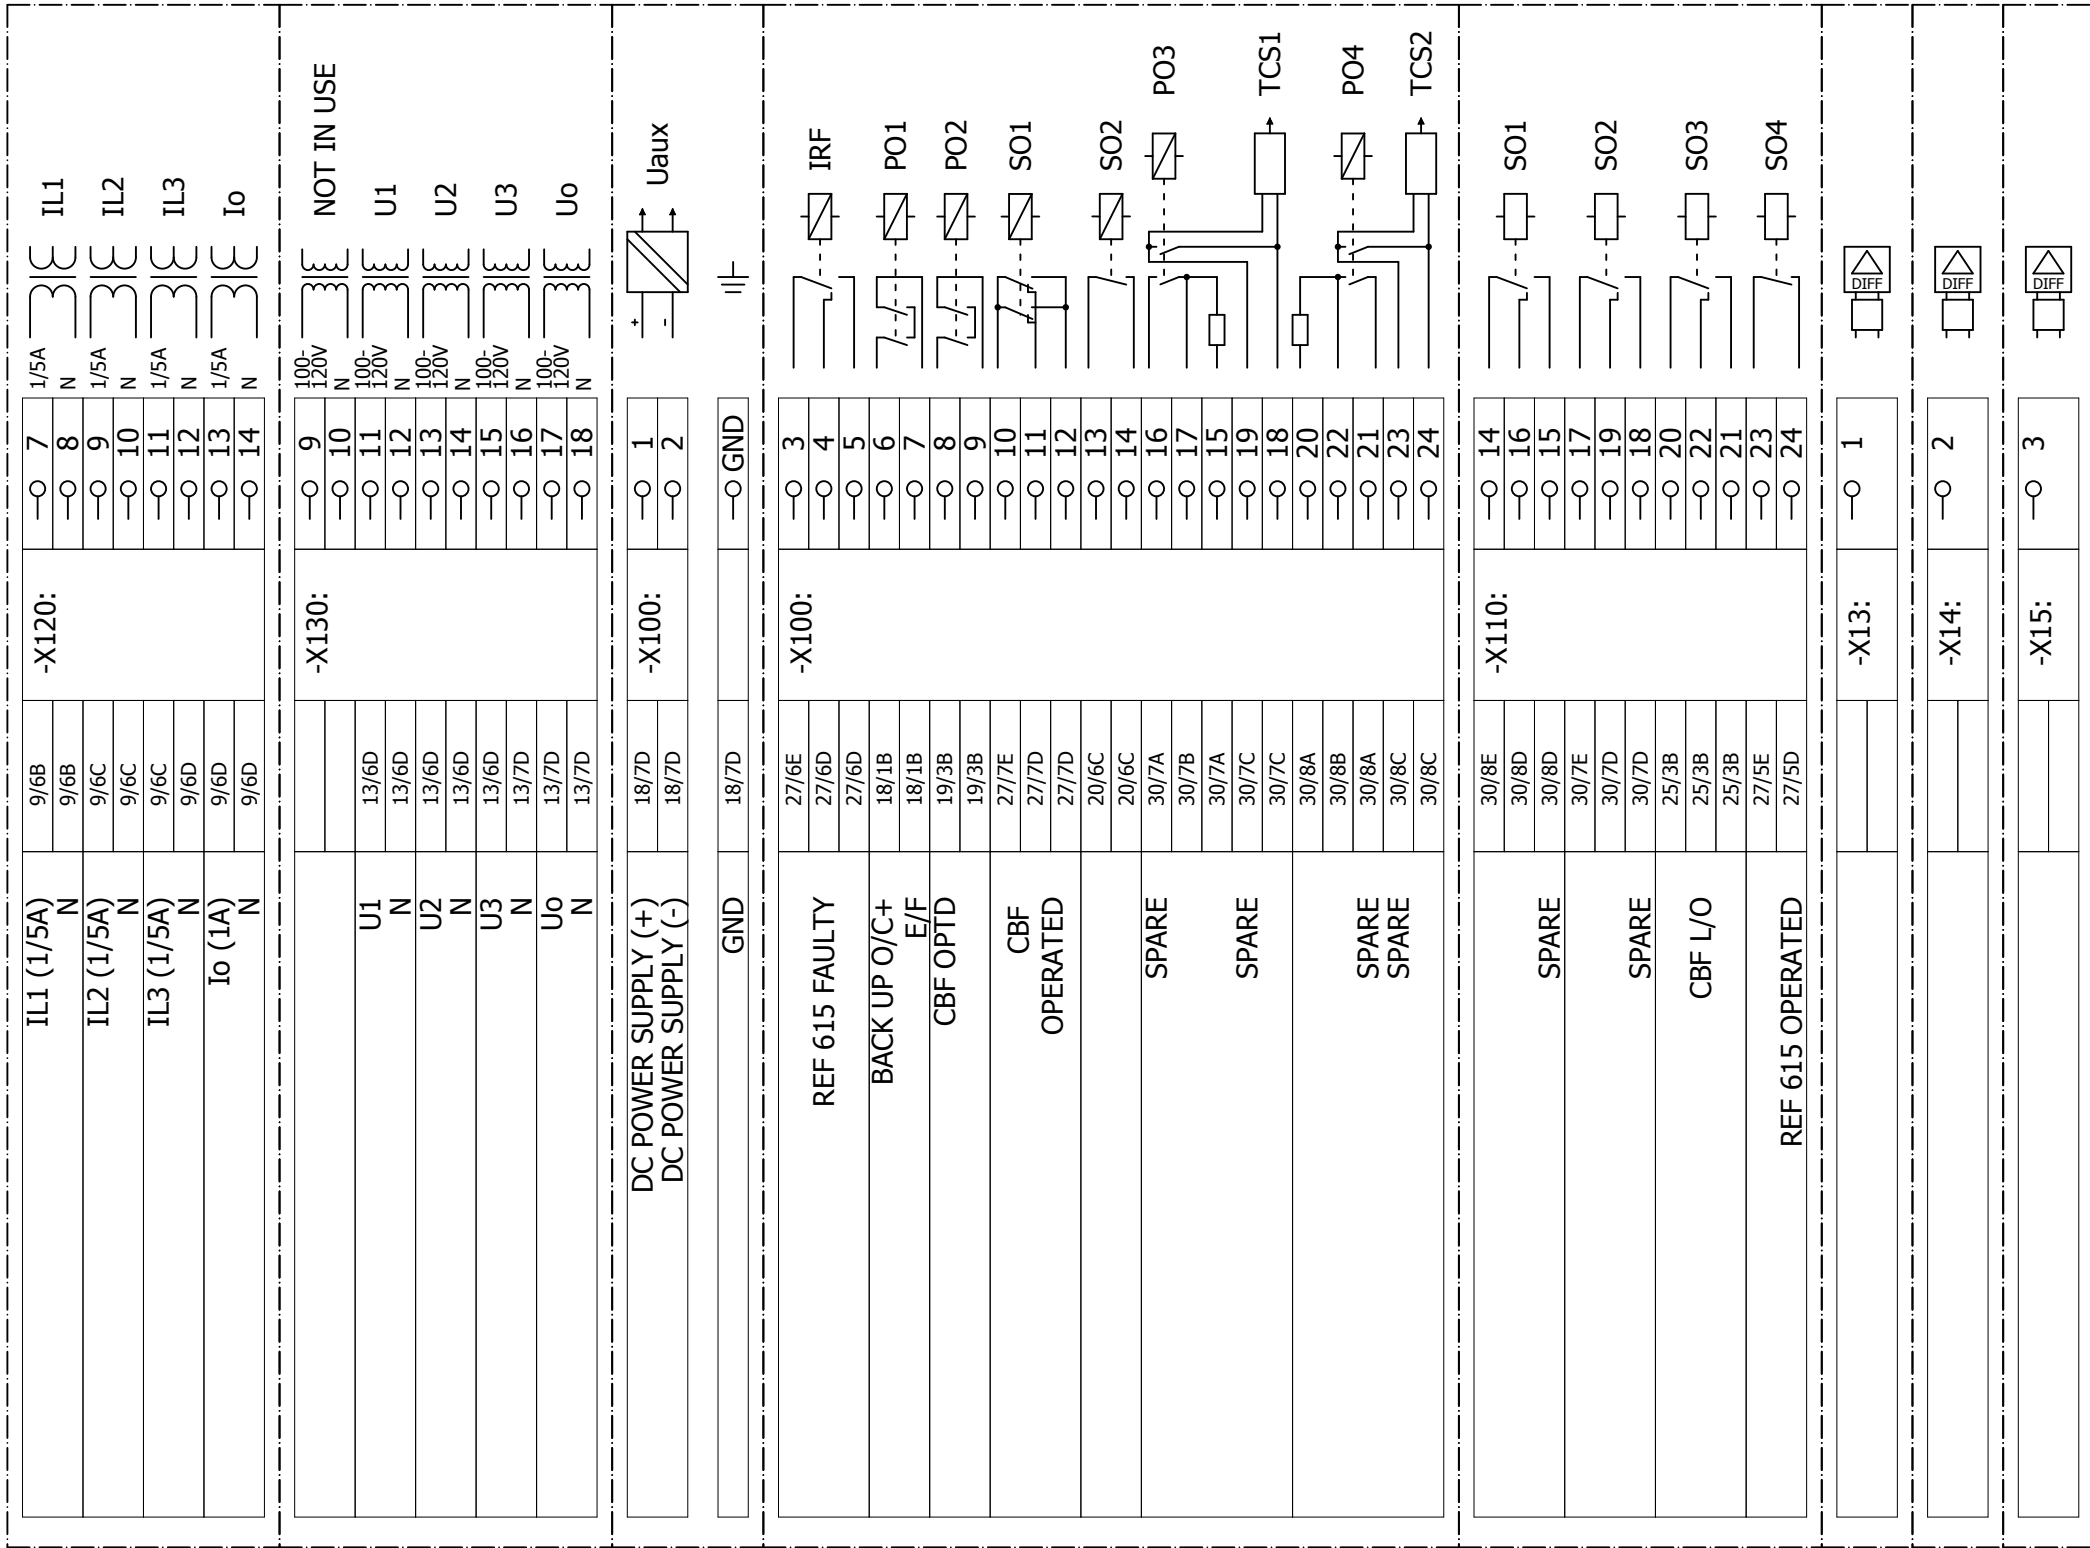 IL1
IL2
IL3
Io
NOT IN USE
U1
U2
U3
Uo
Uaux
IRF
PO1
PO2
SO1
SO2
PO3
TCS1
PO4
TCS2
SO1
SO2
SO3
SO4
DIFF
DIFF
DIFF
+
-
1/5A
N
1/5A
N
1/5A
N
1/5A
N
100-
120V
N
100-
120V
N
100-
120V
N
100-
120V
N
100-
120V
N
7
8
9
10
11
12
13
14
9
10
11
12
13
14
15
16
17
18
1
2
GND
3
4
5
6
7
8
9
10
11
12
13
14
16
17
15
19
18
20
22
21
23
24
14
16
15
17
19
18
20
22
21
23
24
1
2
3
-X120:
-X130:
-X100:
-X100:
-X110:
-X13:
-X14:
-X15:
9/6B
9/6B
9/6C
9/6C
9/6C
9/6D
9/6D
9/6D
13/6D
13/6D
13/6D
13/6D
13/6D
13/7D
13/7D
13/7D
18/7D
18/7D
18/7D
27/6E
27/6D
27/6D
18/1B
18/1B
19/3B
19/3B
27/7E
27/7D
27/7D
20/6C
20/6C
30/7A
30/7B
30/7A
30/7C
30/7C
30/8A
30/8B
30/8A
30/8C
30/8C
30/8E
30/8D
30/8D
30/7E
30/7D
30/7D
25/3B
25/3B
25/3B
27/5E
27/5D
IL1 (1/5A)
N
IL2 (1/5A)
N
IL3 (1/5A)
N
Io (1A)
N
U1
N
U2
N
U3
N
Uo
N
DC POWER SUPPLY (+)
DC POWER SUPPLY (-)
GND
REF 615 FAULTY
BACK UP O/C+
E/F
CBF OPTD
CBF
OPERATED
SPARE
SPARE
SPARE
SPARE
SPARE
SPARE
CBF L/O
REF 615 OPERATED